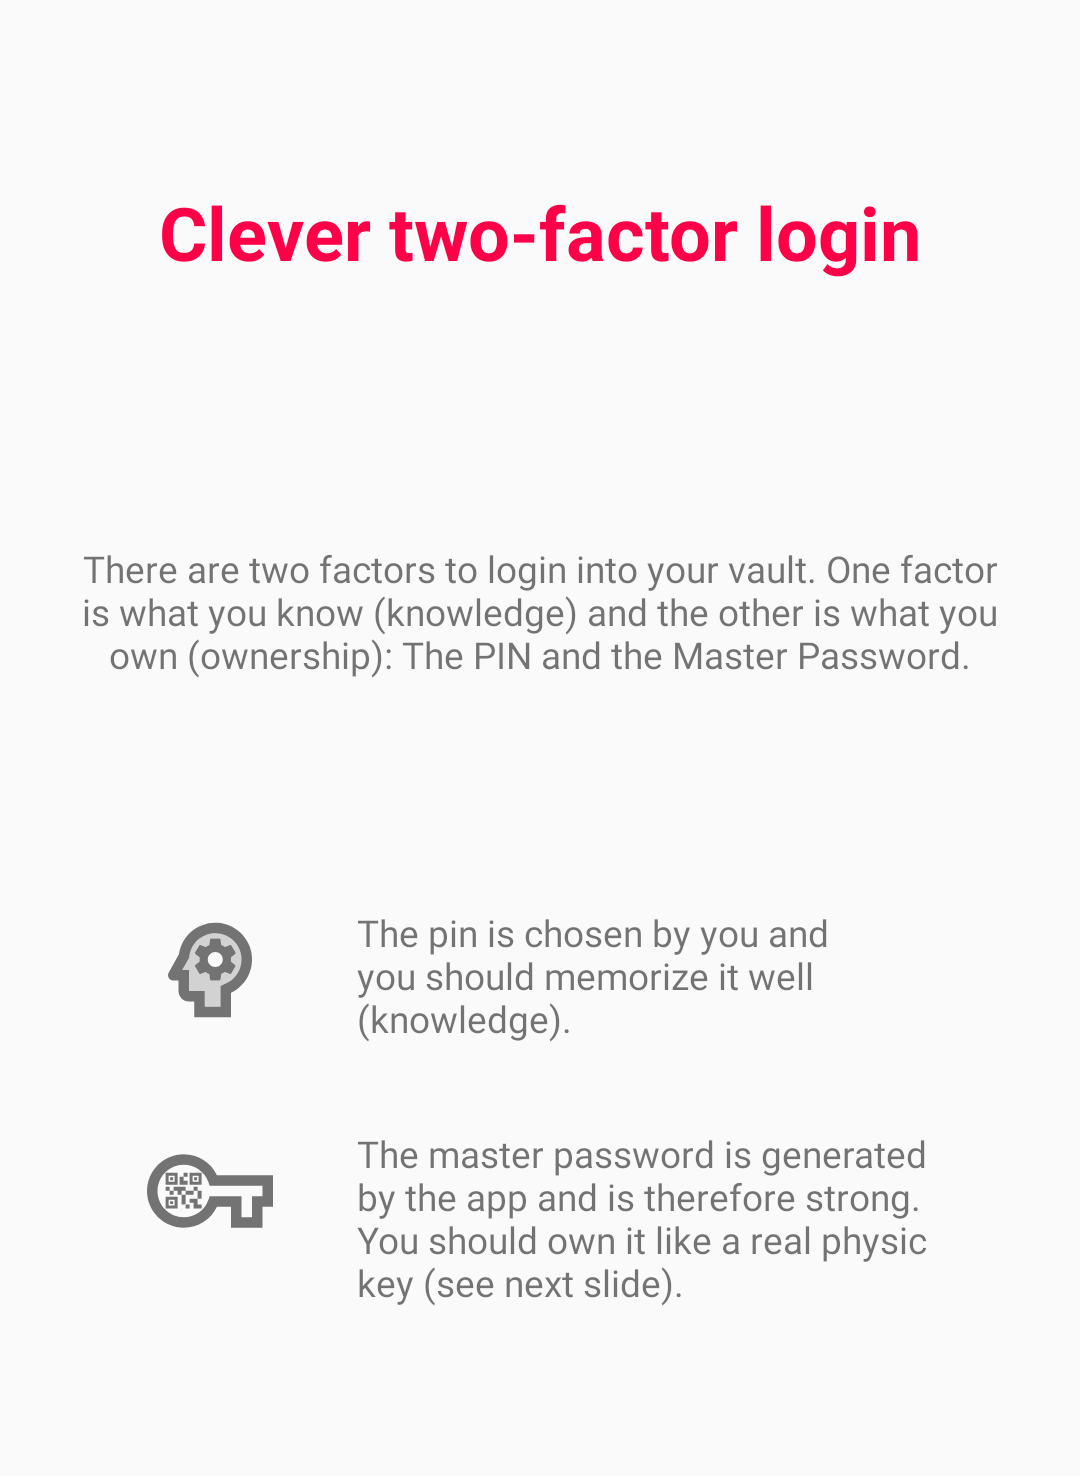 Clever two-factor login
There are two factors to login into your vault. One factor
is what you know (knowledge) and the other is what you
own (ownership): The PIN and the Master Password.
The pin is chosen by you and
you should memorize it well
(knowledge).
The master password is generated
by the app and is therefore strong.
You should own it like a real physic
key (see next slide).